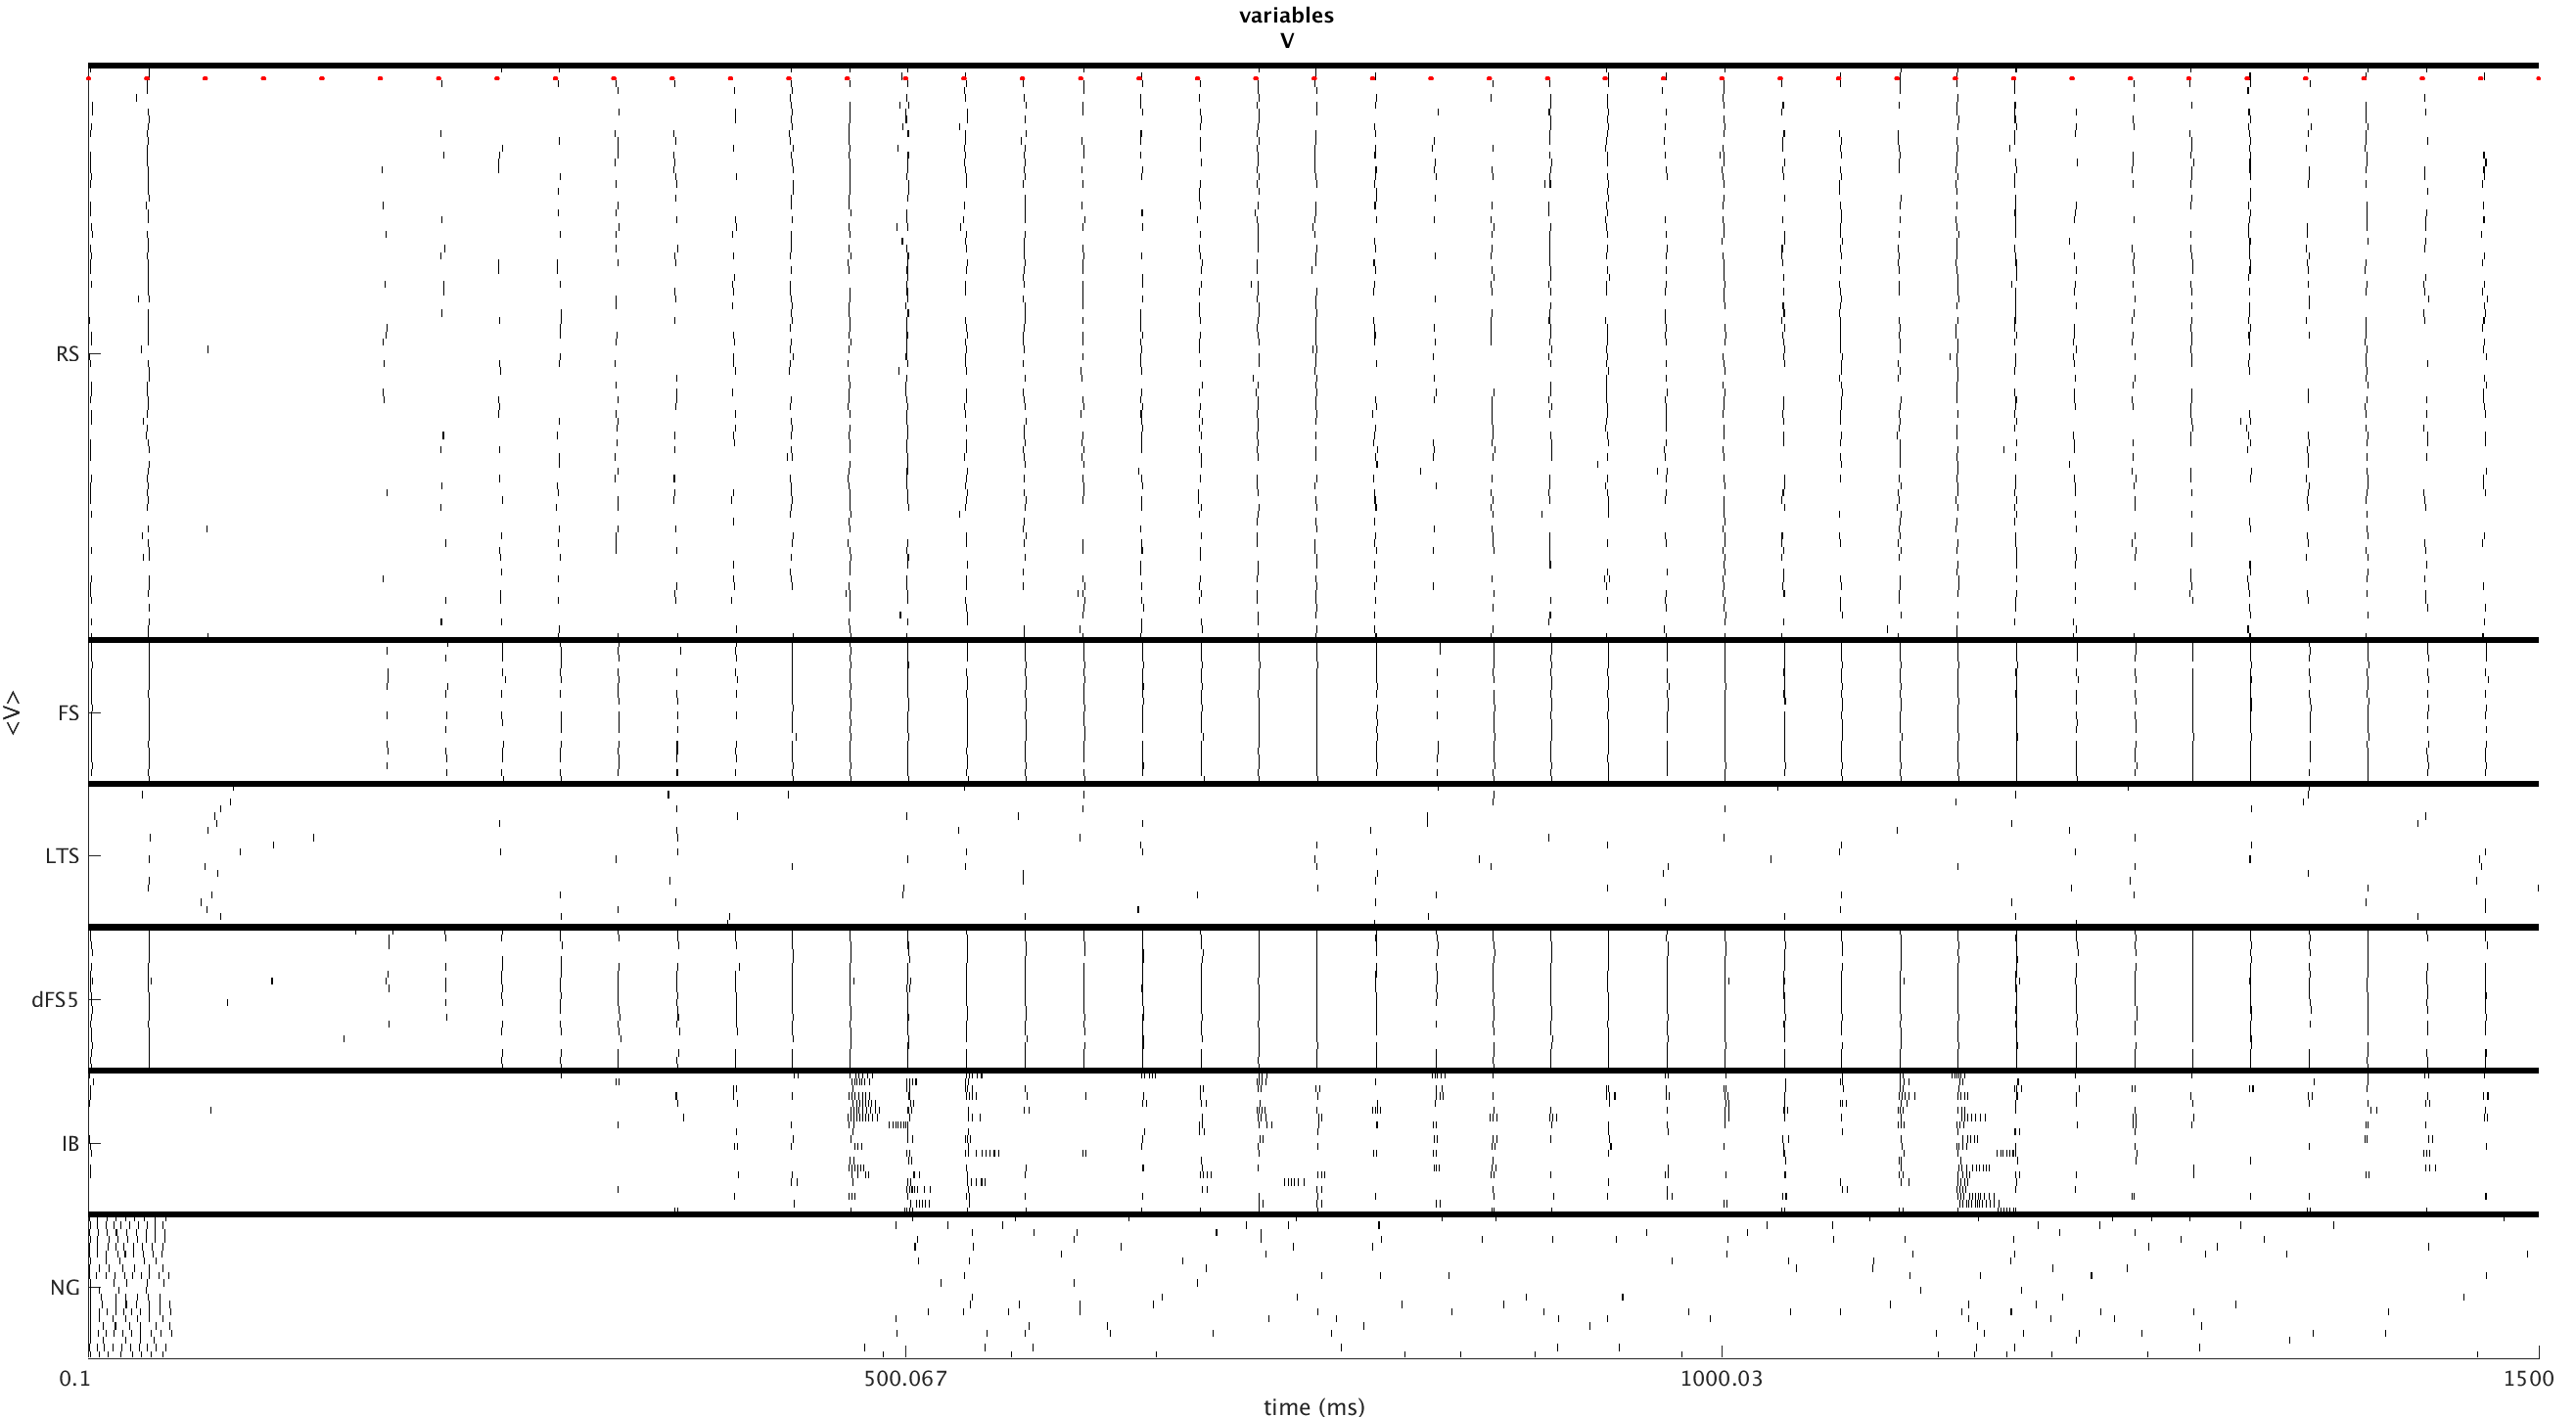 variables
V
RS
FS
<V>
LTS
dFS5
IB
NG
0.1 500.067 1000.03 1500
time (ms)